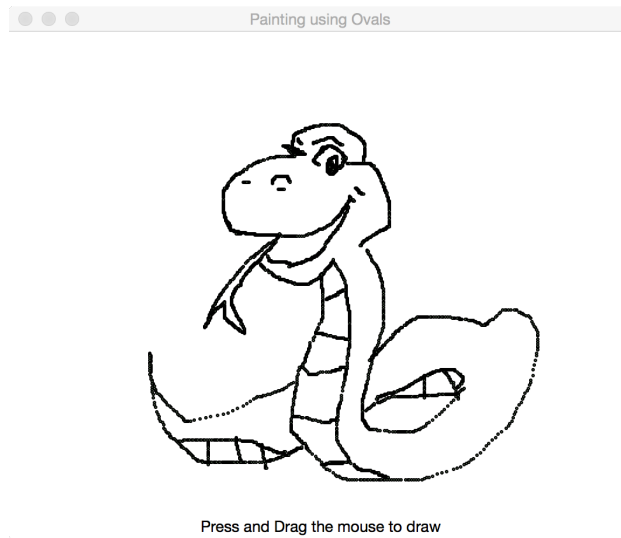 Painting using Ovals
Press and Drag the mouse to draw